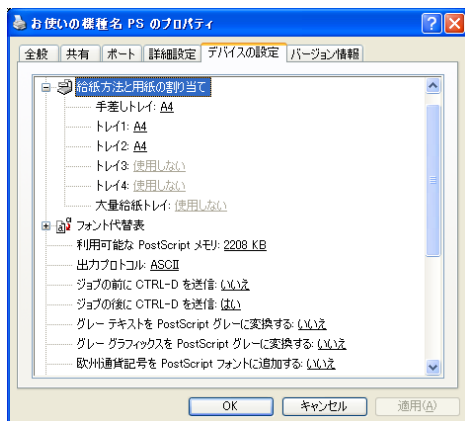 お使いの機種名 PS のプロパティ
全般 共有 ポート 詳細設定 デバイスの設定 バージョン情報
給紙方法と用紙の割り当て
手差しトレイ: A4
トレイ1: A4
トレイ2: A4
トレイ3: 使用しない
トレイ4: 使用しない
大量給紙トレイ: 使用しない
フォント代替表
利用可能な PostScript メモリ: 2208 KB
出力プロトコル: ASCII
ジョブの前に CTRL-D を送信: いいえ
ジョブの後に CTRL-D を送信: はい
グレー テキストを PostScript グレーに変換する: いいえ
グレー グラフィックスを PostScript グレーに変換する: いいえ
欧州通貨記号を PostScript フォントに追加する: いいえ
OK キャンセル 適用(A)